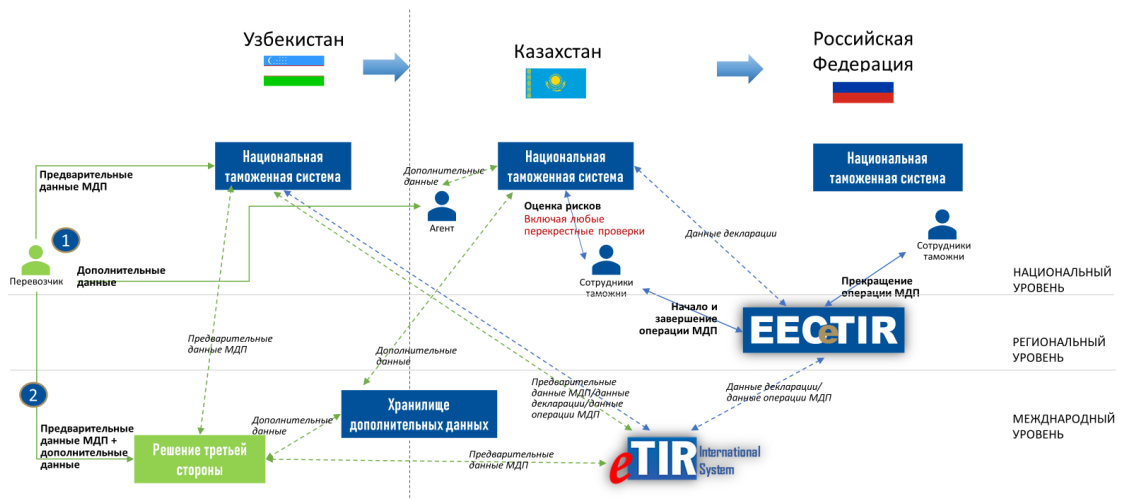 Узбекистан
Казахстан
Российская
Федерация
Национальная
таможенная система
Национальная
таможенная система
Национальная
таможенная система
Предварительные
данные МДП
Дополнительные
данные
Агент
Оценка рисков
Включая любые
перекрестные проверки
1
Перевозчик
Дополнительные
данные
Данные декларации
Сотрудники
таможни
Сотрудники
таможни
НАЦИОНАЛЬНЫЙ
УРОВЕНЬ
Прекращение
операции МДП
Начало и
завершение
операции МДП
EECeTIR
РЕГИОНАЛЬНЫЙ
УРОВЕНЬ
Предварительные
данные МДП
Дополнительные
данные
2
Предварительные
данные МДП/данные
декларации/данные
операции МДП
Данные декларации/
данные операции МДП
Хранилище
дополнительных данных
МЕЖДУНАРОДНЫЙ
УРОВЕНЬ
Предварительные
данные МДП +
дополнительные
данные
Решение третьей
стороны
Дополнительные
данные
Предварительные
данные МДП
eTIR International
System